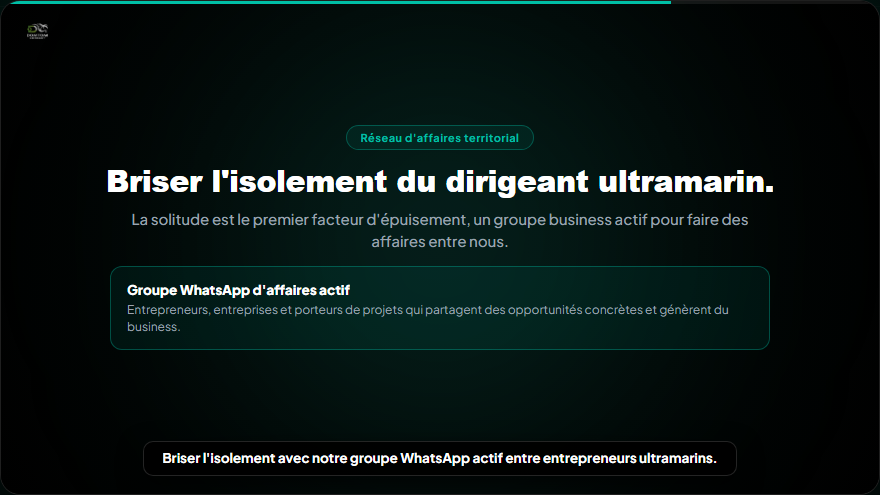 Réseau d'affaires territorial
Briser l'isolement du dirigeant ultramarin.
La solitude est le premier facteur d'épuisement, un groupe business actif pour faire des
affaires entre nous.
Groupe WhatsApp d'affaires actif
Entrepreneurs, entreprises et porteurs de projets qui partagent des opportunités concrètes et génèrent du
business.
Briser l'isolement avec notre groupe WhatsApp actif entre entrepreneurs ultramarins.